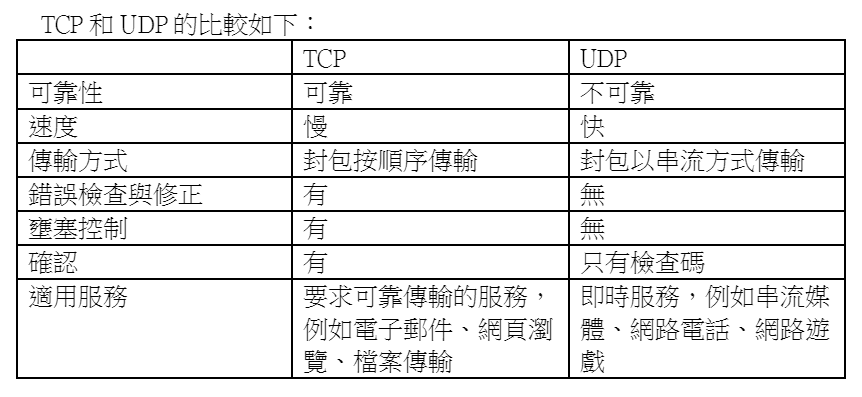 TCP 和 UDP 的比較如下：
TCP UDP
可靠性 可靠 不可靠
速度 慢 快
傳輸方式 封包按順序傳輸 封包以串流方式傳輸
錯誤檢查與修正 有 無
壅塞控制 有 無
確認 有 只有檢查碼
適用服務 要求可靠傳輸的服務， 即時服務，例如串流媒
例如電子郵件、網頁瀏 體、網路電話、網路遊
覽、檔案傳輸 戲